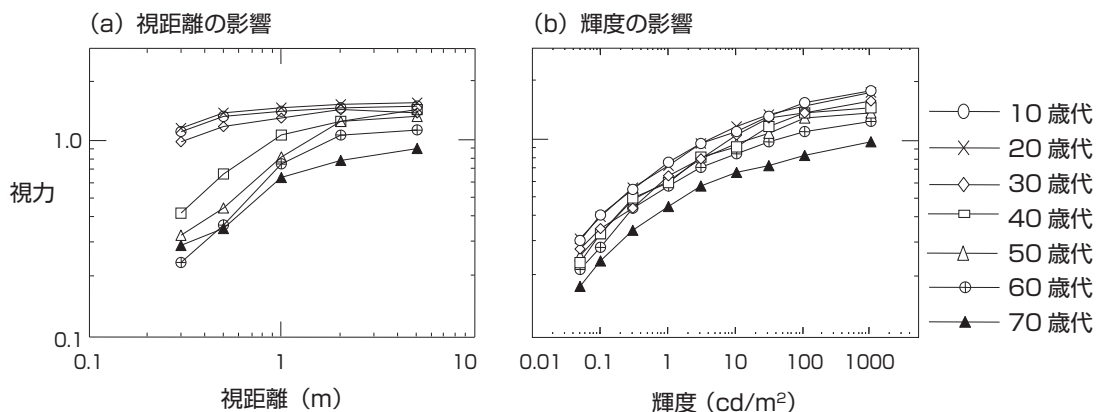 (a) 視距離の影響
(b) 輝度の影響
視力
1.0
0.1
0.1
1
10
視距離（m）
0.01
0.1
1
10
100
1000
輝度（cd/m²）
10 歳代
20 歳代
30 歳代
40 歳代
50 歳代
60 歳代
70 歳代